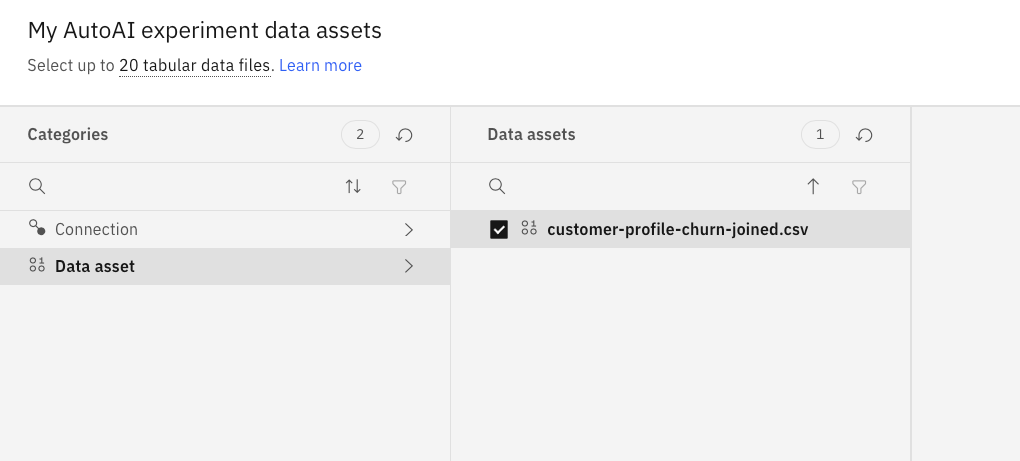 My AutoAI experiment data assets
Select up to 20 tabular data files. Learn more
Categories 2
Data assets 1
Connection
Data asset
customer-profile-churn-joined.csv